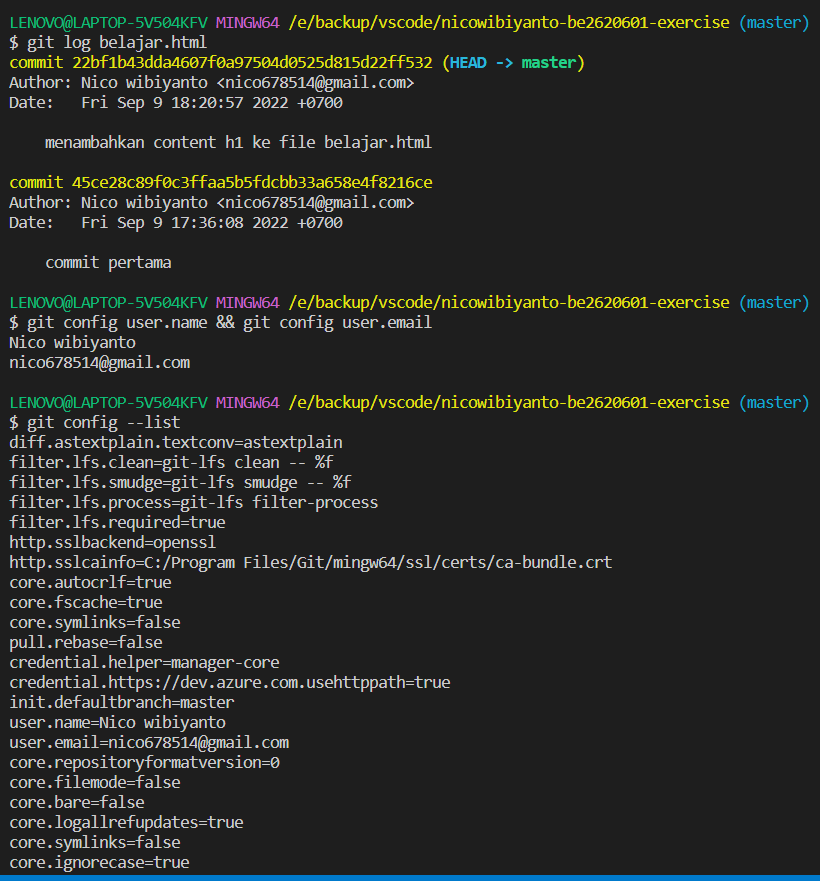 LENOVO@LAPTOP-5V504KFV MINGW64 /e/backup/vscode/nicowibiyanto-be2620601-exercise (master)
$ git log belajar.html
commit 22bf1b43dda4607f0a97504d0525d815d22ff532 (HEAD -> master)
Author: Nico wibiyanto <nico678514@gmail.com>
Date:   Fri Sep 9 18:20:57 2022 +0700
    menambahkan content h1 ke file belajar.html
commit 45ce28c89f0c3ffaa5b5fdcbb33a658e4f8216ce
Author: Nico wibiyanto <nico678514@gmail.com>
Date:   Fri Sep 9 17:36:08 2022 +0700
    commit pertama
LENOVO@LAPTOP-5V504KFV MINGW64 /e/backup/vscode/nicowibiyanto-be2620601-exercise (master)
$ git config user.name && git config user.email
Nico wibiyanto
nico678514@gmail.com
LENOVO@LAPTOP-5V504KFV MINGW64 /e/backup/vscode/nicowibiyanto-be2620601-exercise (master)
$ git config --list
diff.astextplain.textconv=astextplain
filter.lfs.clean=git-lfs clean -- %f
filter.lfs.smudge=git-lfs smudge -- %f
filter.lfs.process=git-lfs filter-process
filter.lfs.required=true
http.sslbackend=openssl
http.sslcainfo=C:/Program Files/Git/mingw64/ssl/certs/ca-bundle.crt
core.autocrlf=true
core.fscache=true
core.symlinks=false
pull.rebase=false
credential.helper=manager-core
credential.https://dev.azure.com.usehttppath=true
init.defaultbranch=master
user.name=Nico wibiyanto
user.email=nico678514@gmail.com
core.repositoryformatversion=0
core.filemode=false
core.bare=false
core.logallrefupdates=true
core.symlinks=false
core.ignorecase=true